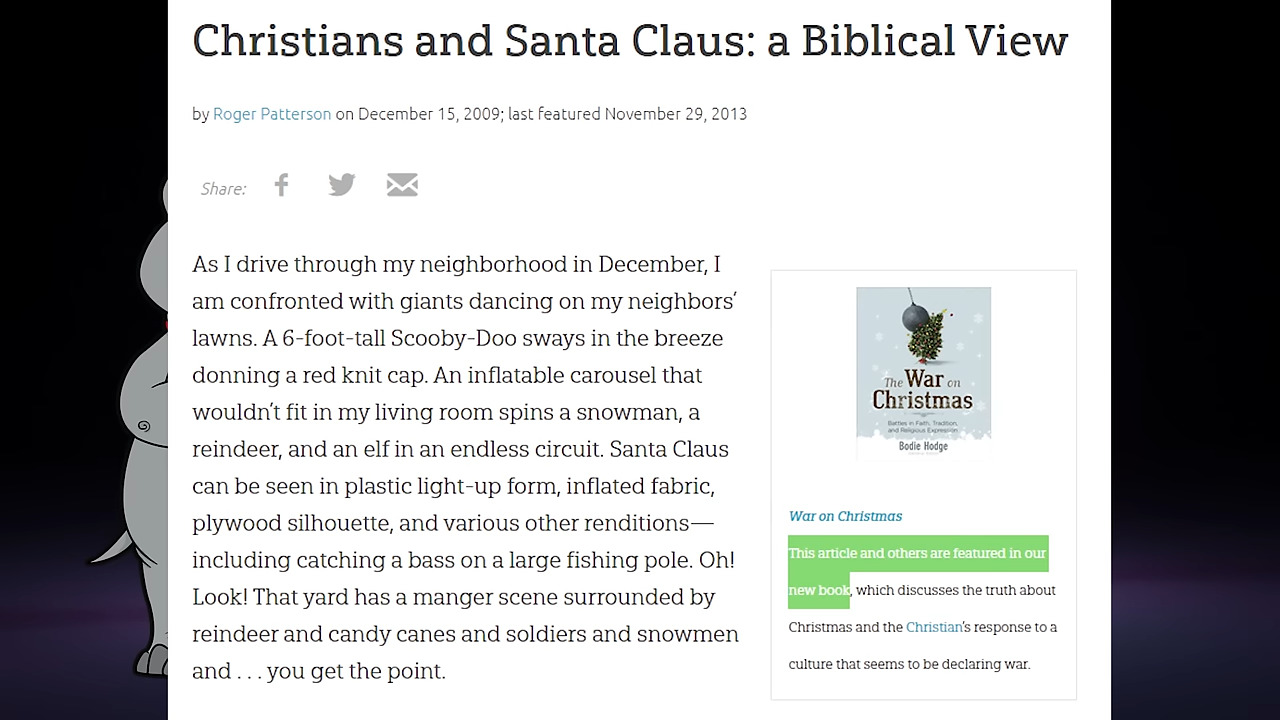 Christians and Santa Claus: a Biblical View
by Roger Patterson on December 15, 2009; last featured November 29, 2013
Share:
As I drive through my neighborhood in December, I
am confronted with giants dancing on my neighbors’
lawns. A 6-foot-tall Scooby-Doo sways in the breeze
donning a red knit cap. An inflatable carousel that
wouldn’t fit in my living room spins a snowman, a
reindeer, and an elf in an endless circuit. Santa Claus
can be seen in plastic light-up form, inflated fabric,
plywood silhouette, and various other renditions—
including catching a bass on a large fishing pole. Oh!
Look! That yard has a manger scene surrounded by
reindeer and candy canes and soldiers and snowmen
and . . . you get the point.
The War on
Christmas
Battles in Faith, Tradition,
and Religious Expression
Bodie Hodge
War on Christmas
This article and others are featured in our
new book, which discusses the truth about
Christmas and the Christian’s response to a
culture that seems to be declaring war.